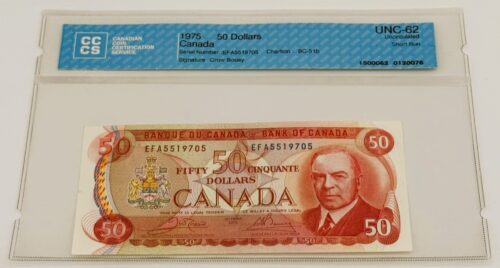 CCCS
CANADIAN
COIN
CERTIFICATION
SERVICE
1975 50 Dollars
Canada
Serial Number: EFA5519705 Charlton BC-51b
Signature Crow Bouey
UNC-62
Uncirculated
Short Run
BANQUE DU CANADA BANK OF CANADA
50
50
EFA5519705
50
EFA5519705
FIFTY CINQUANTE
DOLLARS
CANADA
50
50